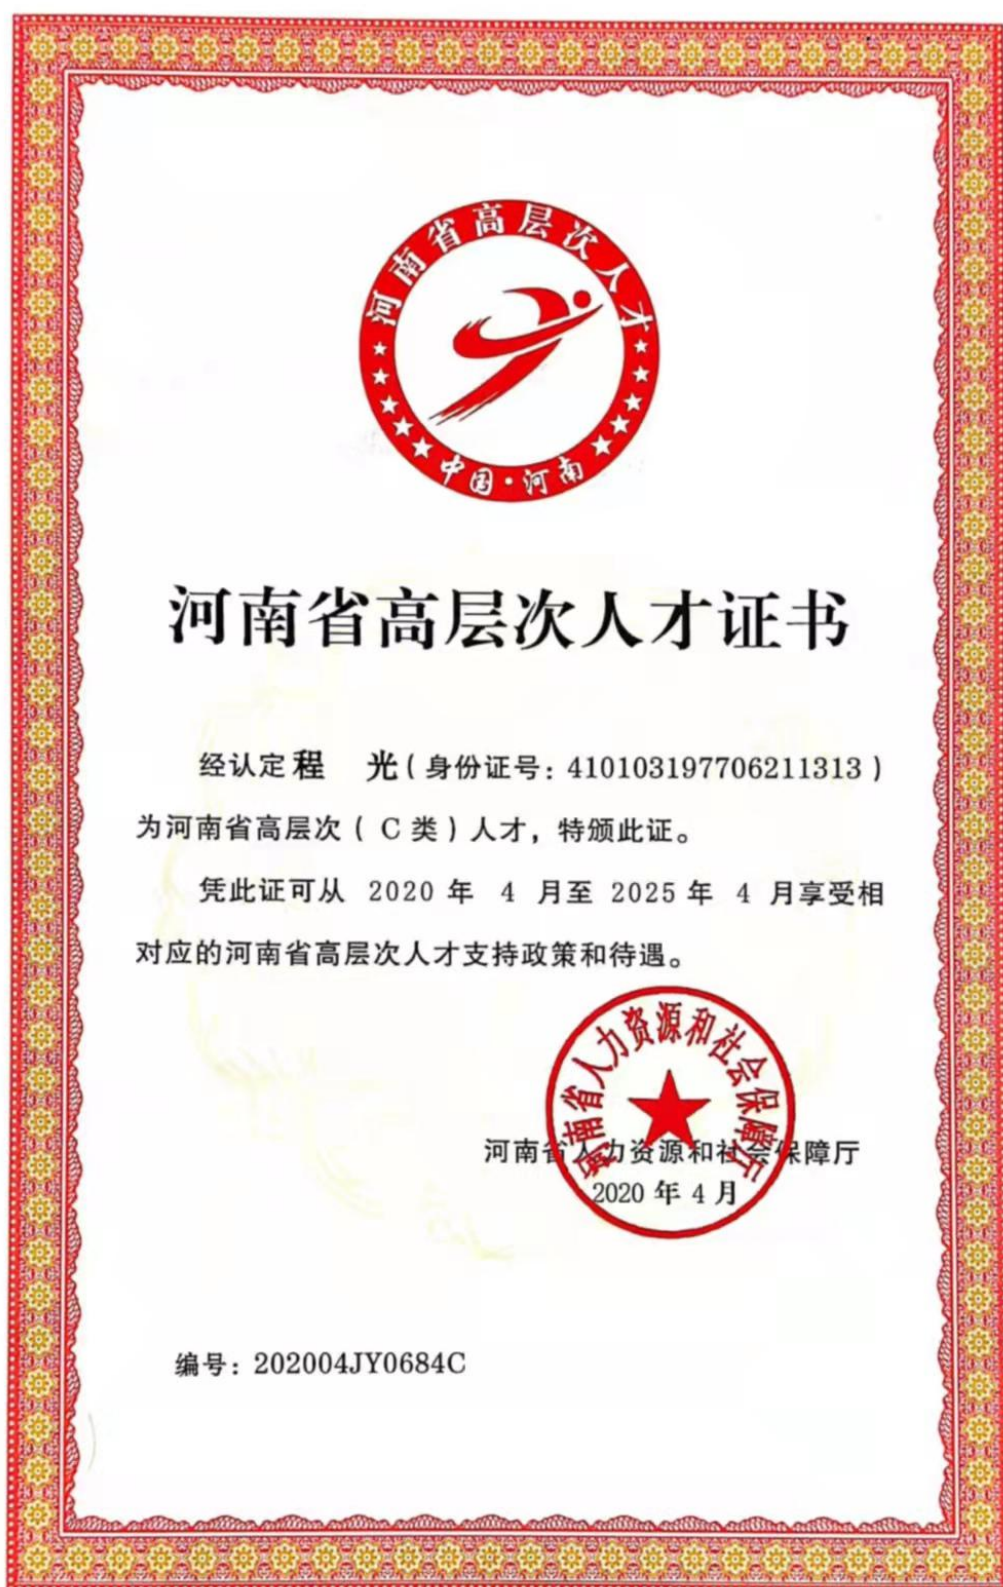 河南省高层次人才
中国·河南
河南省高层次人才证书
经认定程 光(身份证号:410103197706211313)
为河南省高层次(C类)人才,特颁此证。
凭此证可从 2020 年 4 月至 2025 年 4 月享受相
对应的河南省高层次人才支持政策和待遇。
河南省人力资源和社会保障厅
河南省人力资源和社会保障厅
2020 年 4 月
编号:202004JY0684C